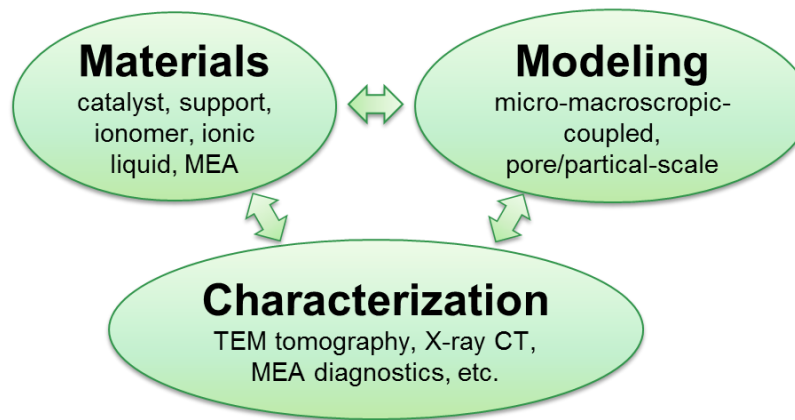 Materials
catalyst, support,
ionomer, ionic
liquid, MEA
Modeling
micro-macroscropic-
coupled,
pore/partical-scale
Characterization
TEM tomography, X-ray CT,
MEA diagnostics, etc.